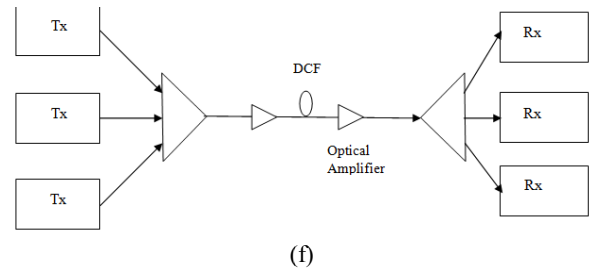 Tx
Rx
DCF
Tx
Rx
Optical
Amplifier
Tx
Rx
(f)